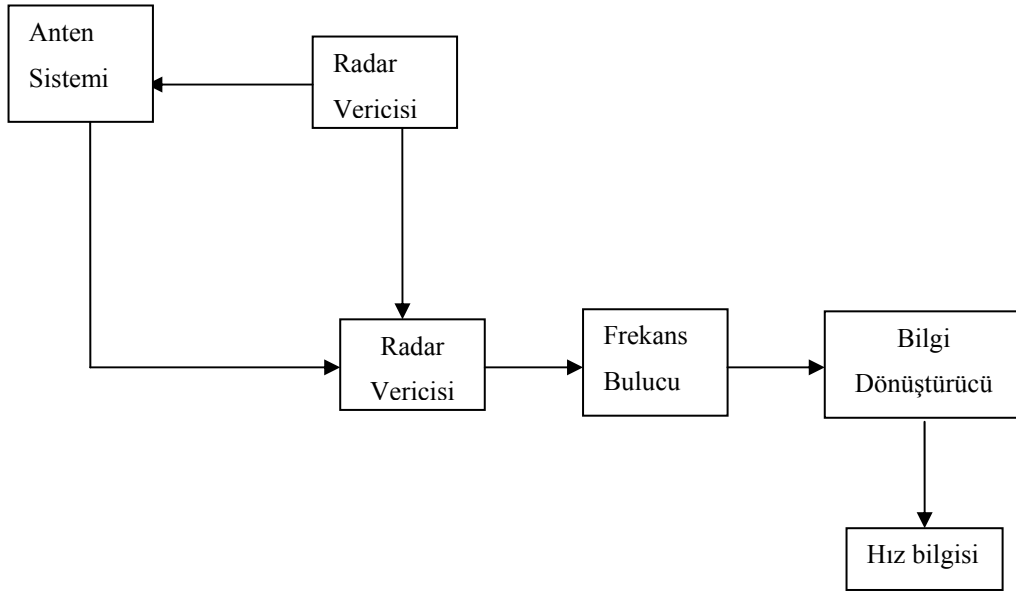 Anten
Sistemi
Radar
Vericisi
Radar
Vericisi
Frekans
Bulucu
Bilgi
Dönüştürücü
Hız bilgisi